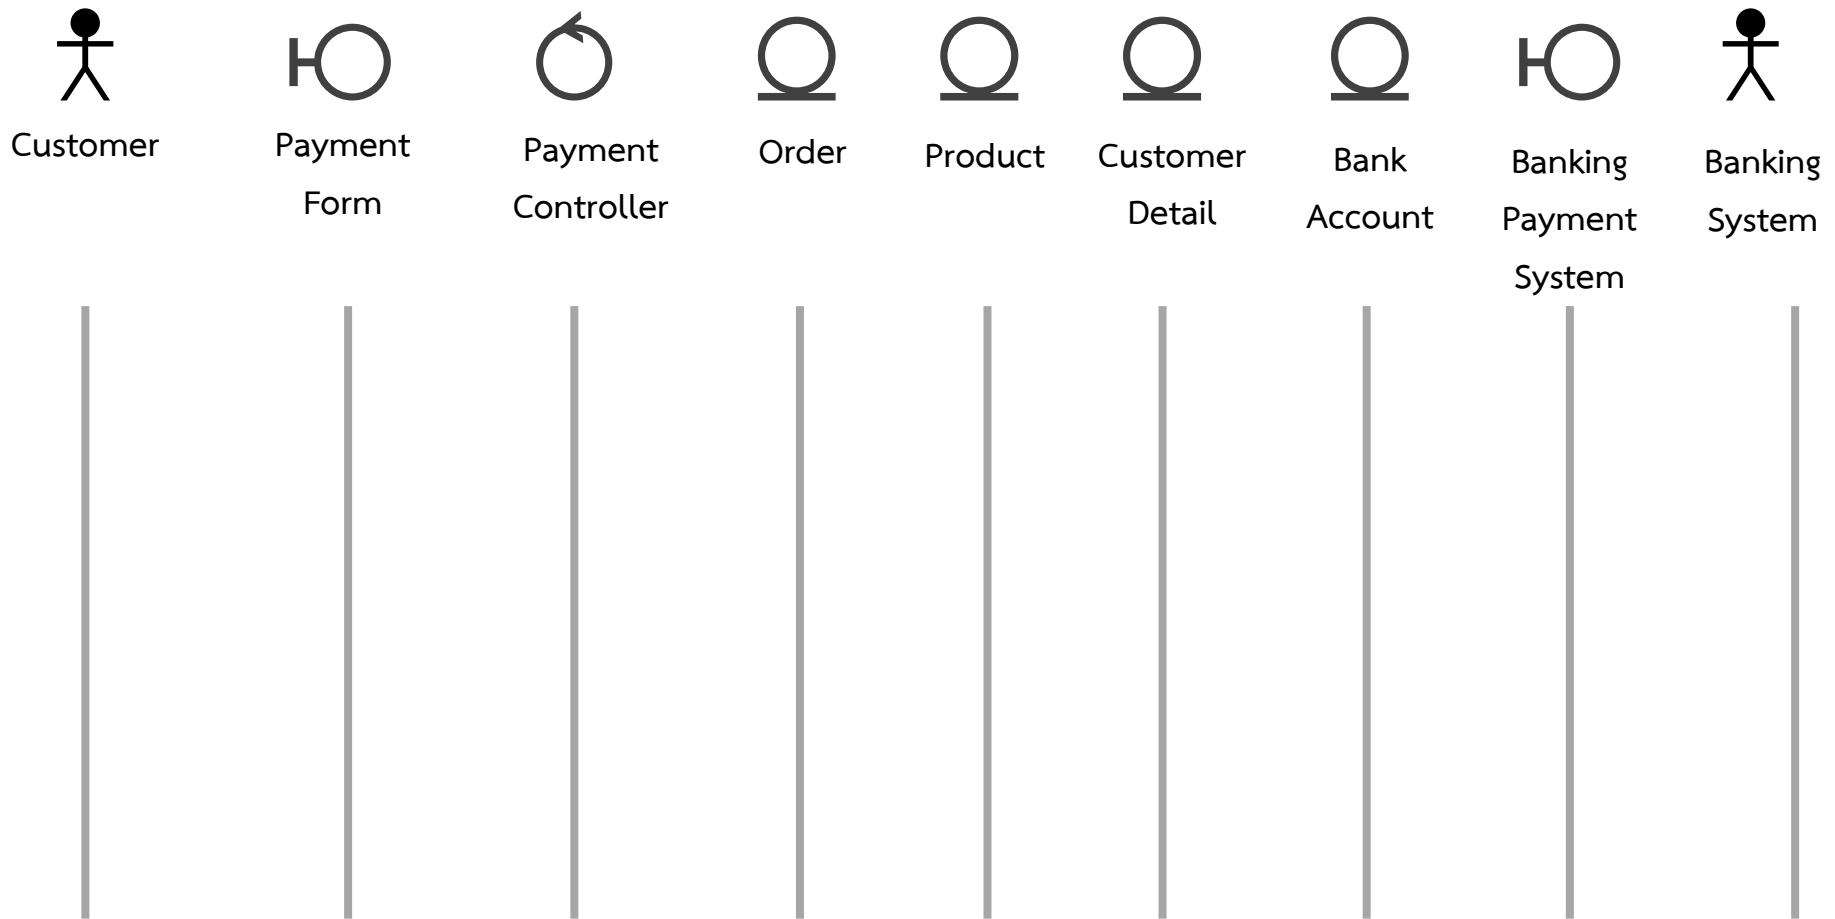 Customer
Payment
Form
Payment
Controller
Order
Product
Customer
Detail
Bank
Account
Banking
Payment
System
Banking
System